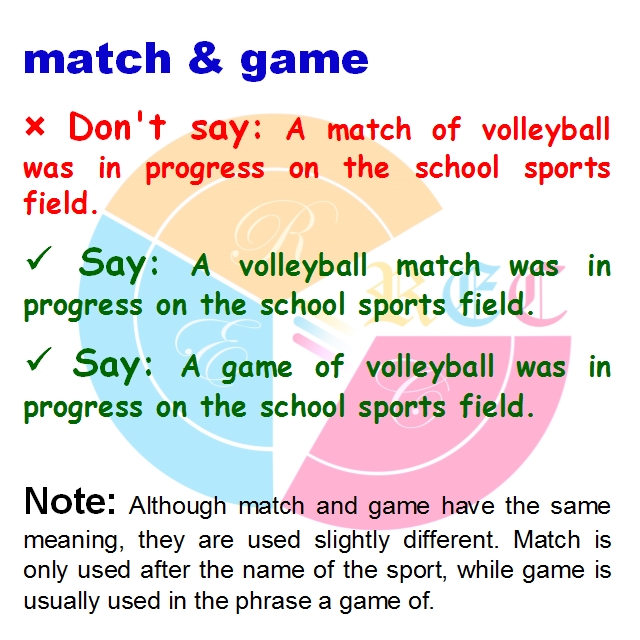 match & game
× Don't say: A match of volleyball
was in progress on the school sports
field.
✓ Say: A volleyball match was in
progress on the school sports field.
✓ Say: A game of volleyball was in
progress on the school sports field.
R
E
C
REC
Note: Although match and game have the same
meaning, they are used slightly different. Match is
only used after the name of the sport, while game is
usually used in the phrase a game of.